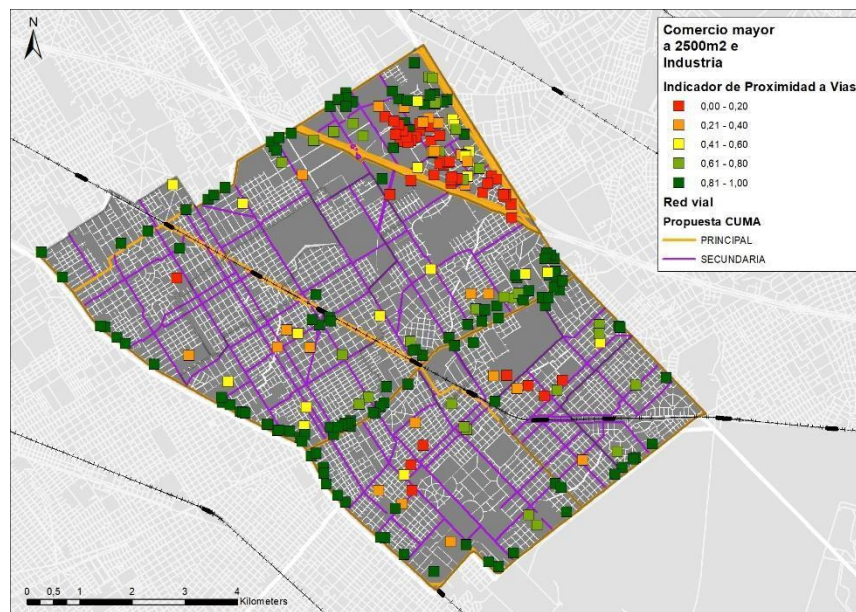 N
Comercio mayor
a 2500m2 e
Industria
Indicador de Proximidad a Vias
0,00 - 0,20
0,21 - 0,40
0,41 - 0,60
0,61 - 0,80
0,81 - 1,00
Red vial
Propuesta CUMA
PRINCIPAL
SECUNDARIA
0 0,5 1 2 3 4
Kilometers